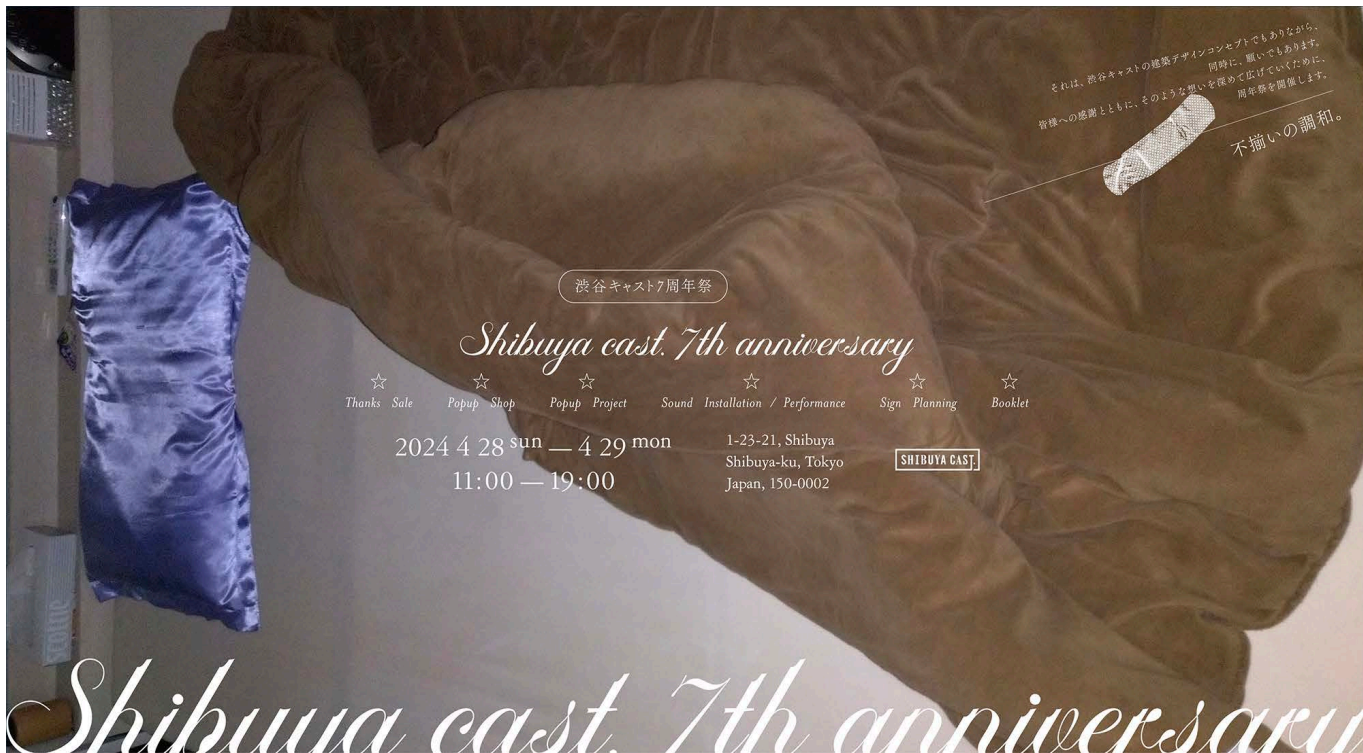 それは、渋谷キャストの建築デザインコンセプトでもありながら、
同時に、願いでもあります。
皆様への感謝とともに、そのような想いを深めて広げていくために、
周年祭を開催します。
不揃いの調和。
渋谷キャスト7周年祭
Shibuya cast. 7th anniversary
☆ ☆ ☆ ☆ ☆ ☆
Thanks Sale Popup Shop Popup Project Sound Installation / Performance Sign Planning Booklet
2024 4 28 sun — 4 29 mon
11:00 — 19:00
1-23-21, Shibuya
Shibuya-ku, Tokyo
Japan, 150-0002
SHIBUYA CAST.
Shibuya cast. 7th anniversary